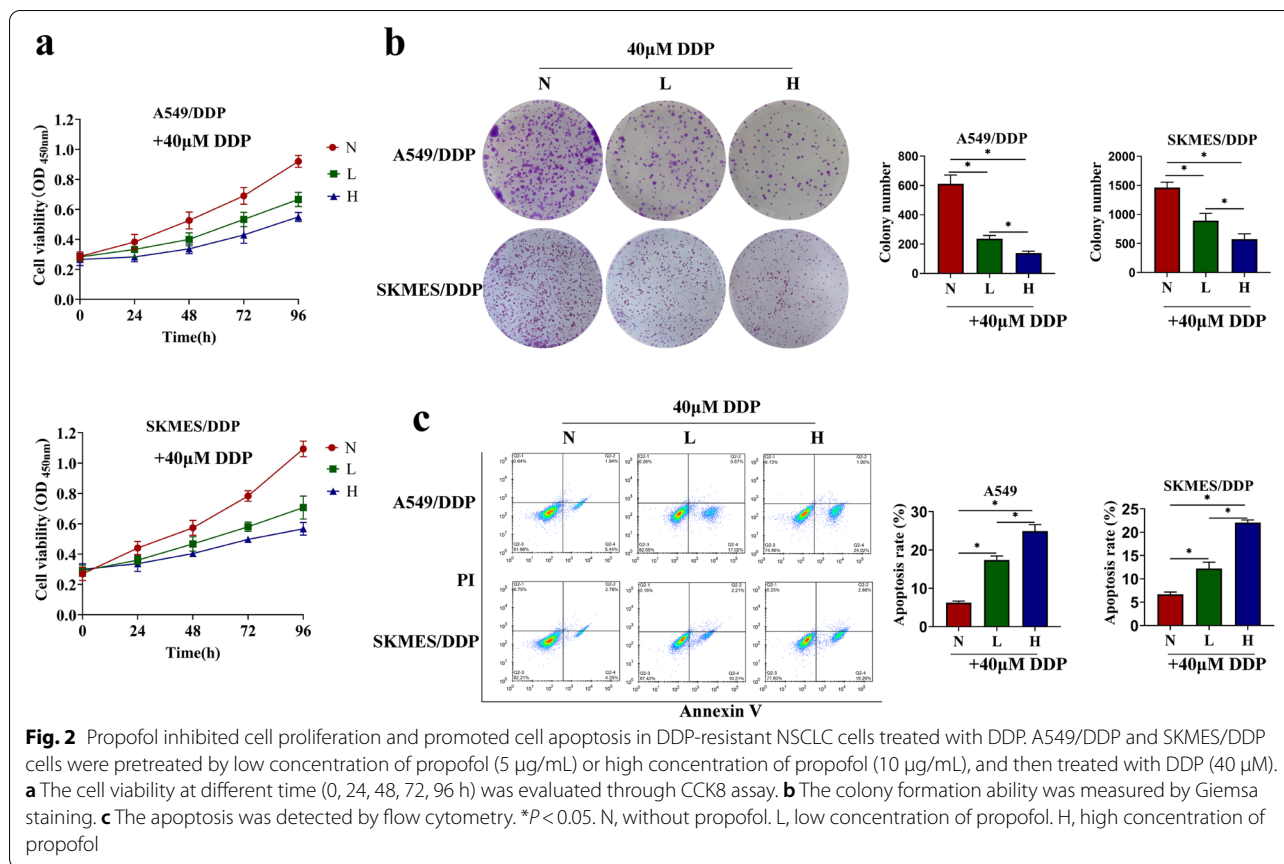 a
A549/DDP
+40μM DDP
Cell viability (OD 450nm)
1.2
1.0
0.8
0.6
0.4
0.2
0.0
0 24 48 72 96
Time(h)
N
L
H
SKMES/DDP
+40μM DDP
Cell viability (OD 450nm)
1.2
1.0
0.8
0.6
0.4
0.2
0.0
0 24 48 72 96
Time(h)
N
L
H
b
40μM DDP
N L H
A549/DDP
SKMES/DDP
A549/DDP
Colony number
800
600
400
200
0
* * *
N L H
+40μM DDP
SKMES/DDP
Colony number
2000
1500
1000
500
0
* * *
N L H
+40μM DDP
c
40μM DDP
N L H
A549/DDP
PI
SKMES/DDP
Annexin V
A549
Apoptosis rate (%)
40
30
20
10
0
* * *
N L H
+40μM DDP
SKMES/DDP
Apoptosis rate (%)
25
20
15
10
5
0
* * *
N L H
+40μM DDP
Fig. 2 Propofol inhibited cell proliferation and promoted cell apoptosis in DDP-resistant NSCLC cells treated with DDP. A549/DDP and SKMES/DDP
cells were pretreated by low concentration of propofol (5 μg/mL) or high concentration of propofol (10 μg/mL), and then treated with DDP (40 μM).
a The cell viability at different time (0, 24, 48, 72, 96 h) was evaluated through CCK8 assay. b The colony formation ability was measured by Giemsa
staining. c The apoptosis was detected by flow cytometry. *P < 0.05. N, without propofol. L, low concentration of propofol. H, high concentration of
propofol